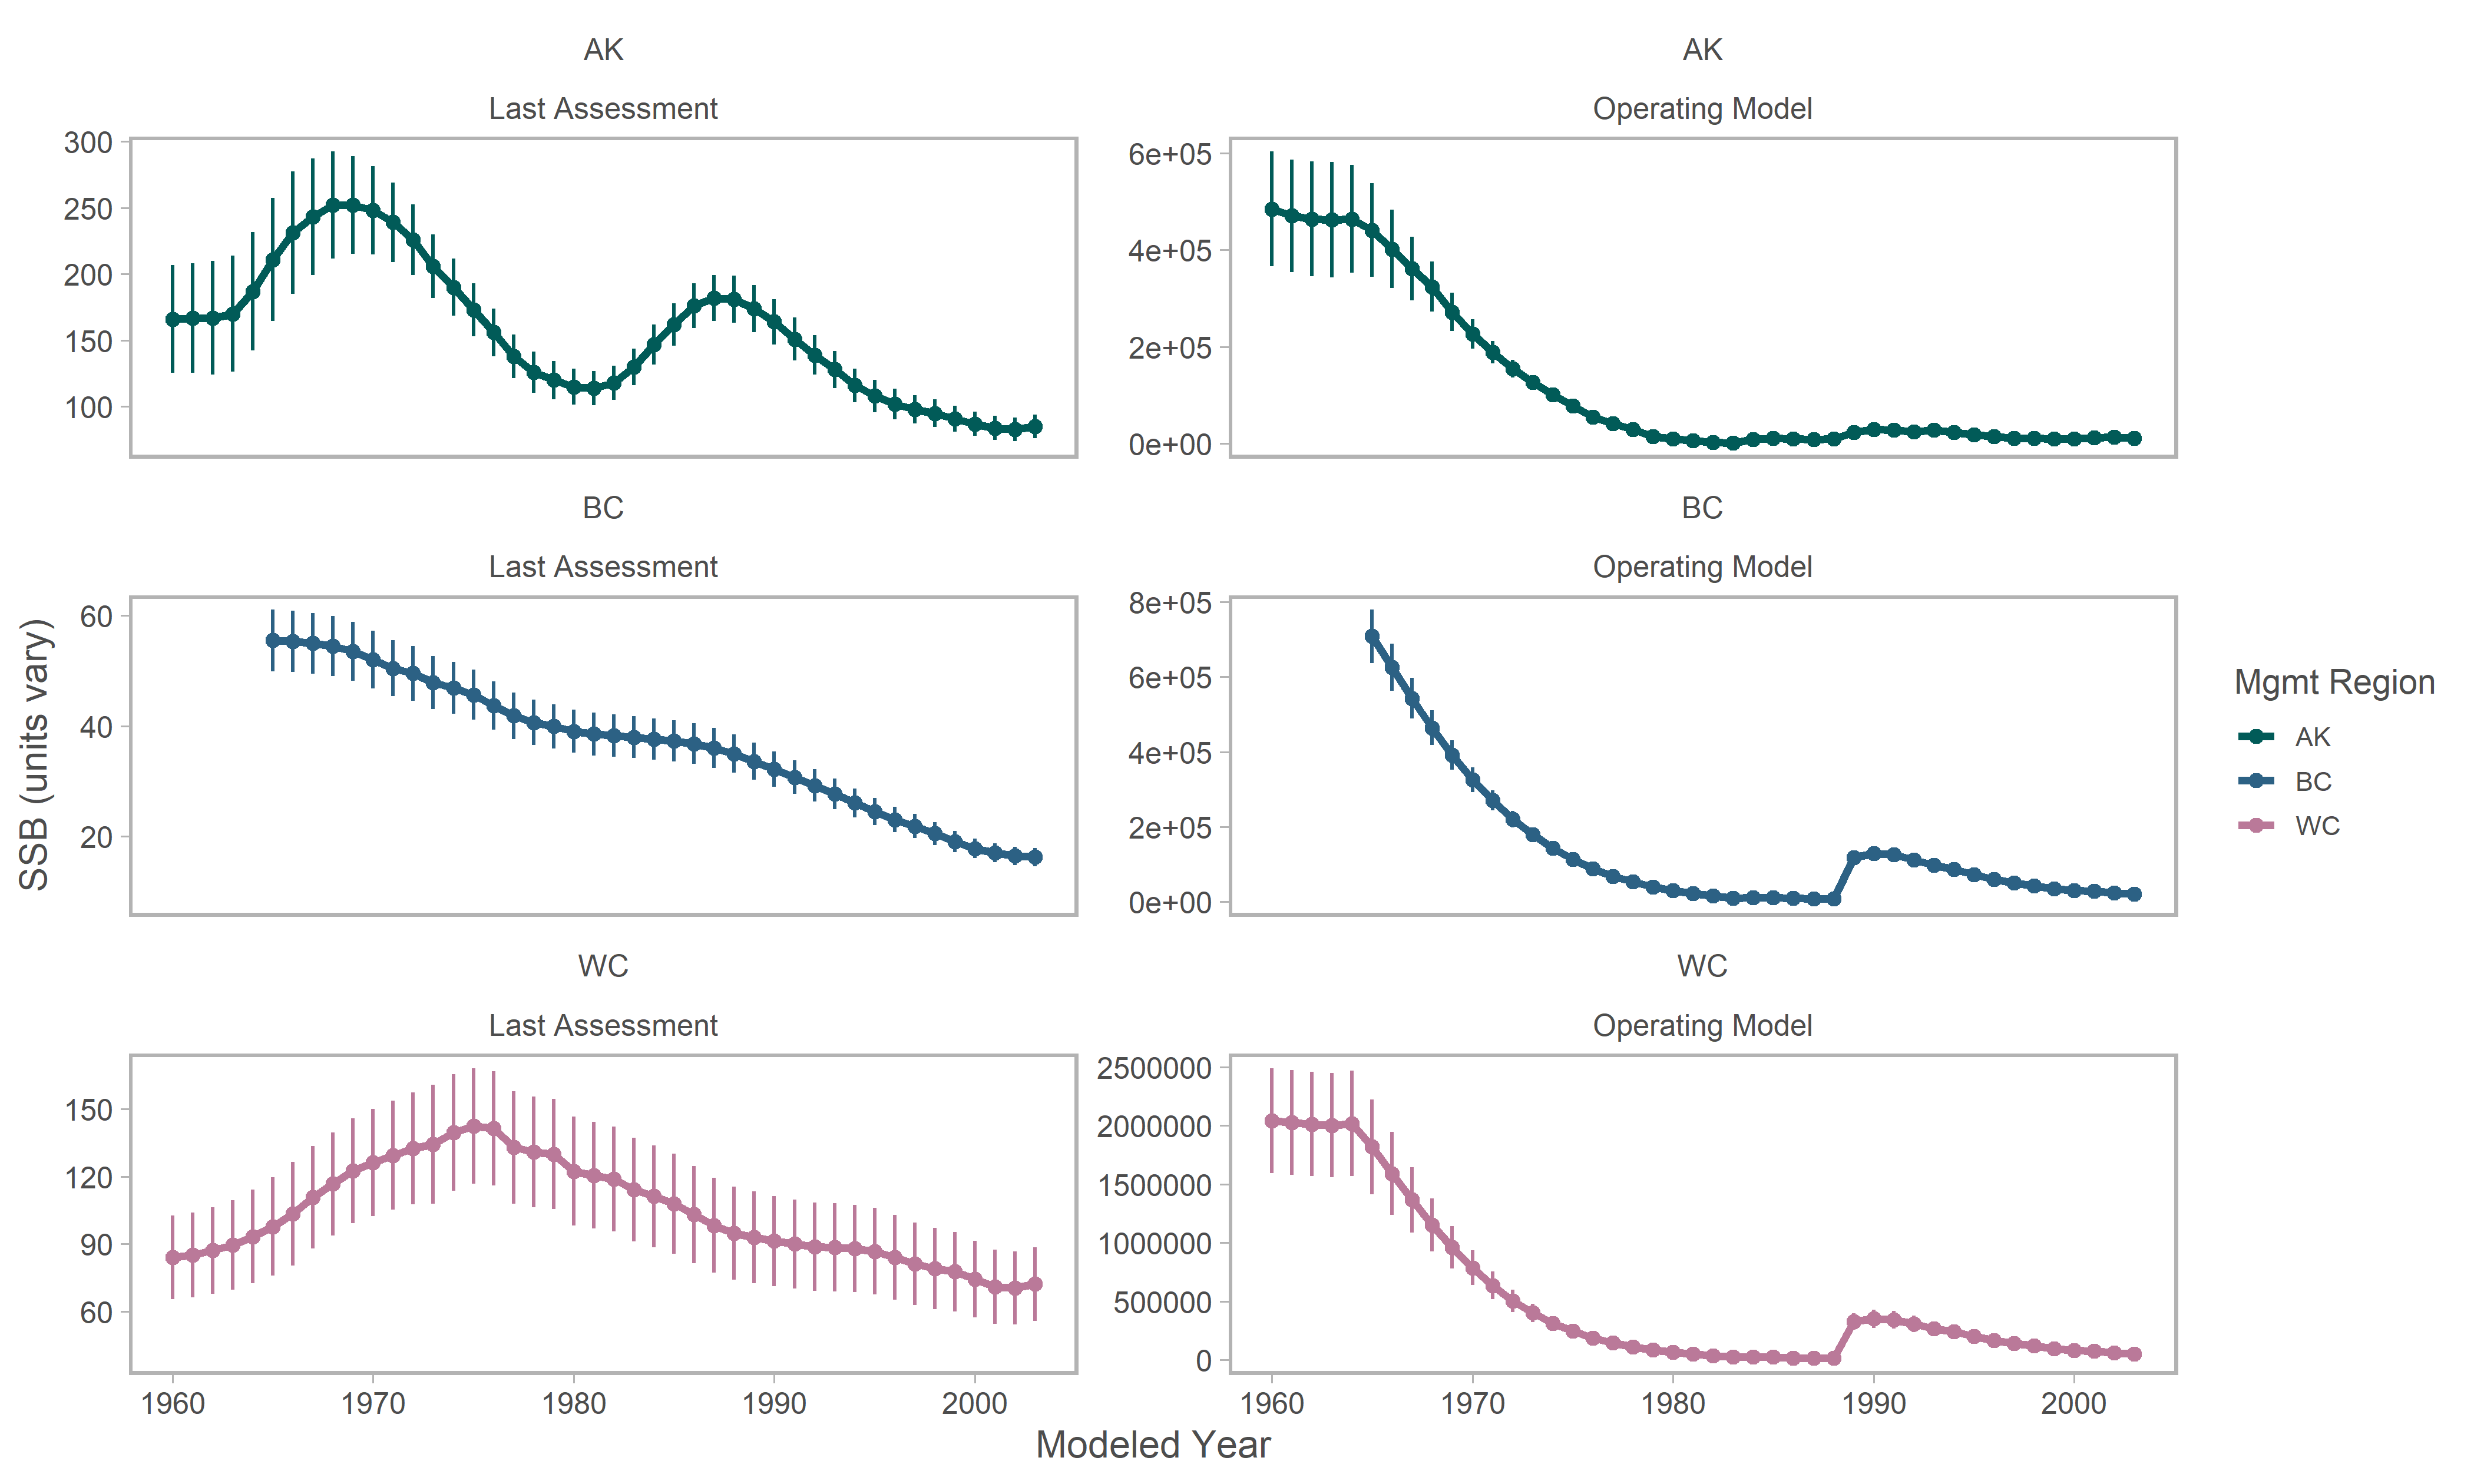 AK
Last Assessment
300
250
200
150
100
AK
Operating Model
6e+05
4e+05
2e+05
0e+00
BC
Last Assessment
60
40
20
BC
Operating Model
8e+05
6e+05
4e+05
2e+05
0e+00
WC
Last Assessment
150
120
90
60
1960 1970 1980 1990 2000
WC
Operating Model
2500000
2000000
1500000
1000000
500000
0
1960 1970 1980 1990 2000
SSB (units vary)
Modeled Year
Mgmt Region
AK
BC
WC